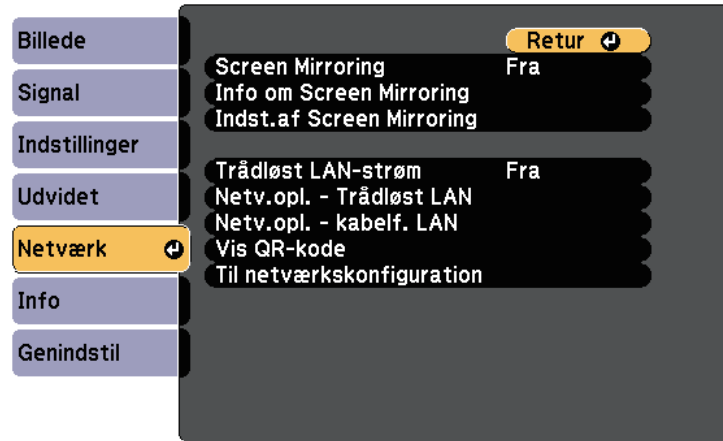 Billede
Signal
Indstillinger
Udvidet
Netværk
Info
Genindstil
Retur
Screen Mirroring Fra
Info om Screen Mirroring
Indst.af Screen Mirroring
Trådløst LAN-strøm Fra
Netv.opl. - Trådløst LAN
Netv.opl. - kabelf. LAN
Vis QR-kode
Til netværkskonfiguration